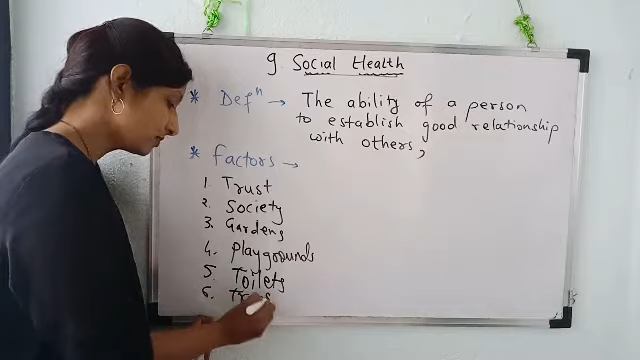 9. Social Health
* Defⁿ → The ability of a person
to establish good relationship
with others,
* Factors →
1. Trust
2. Society
3. Gardens
4. Playgrounds
5. Toilets
6.